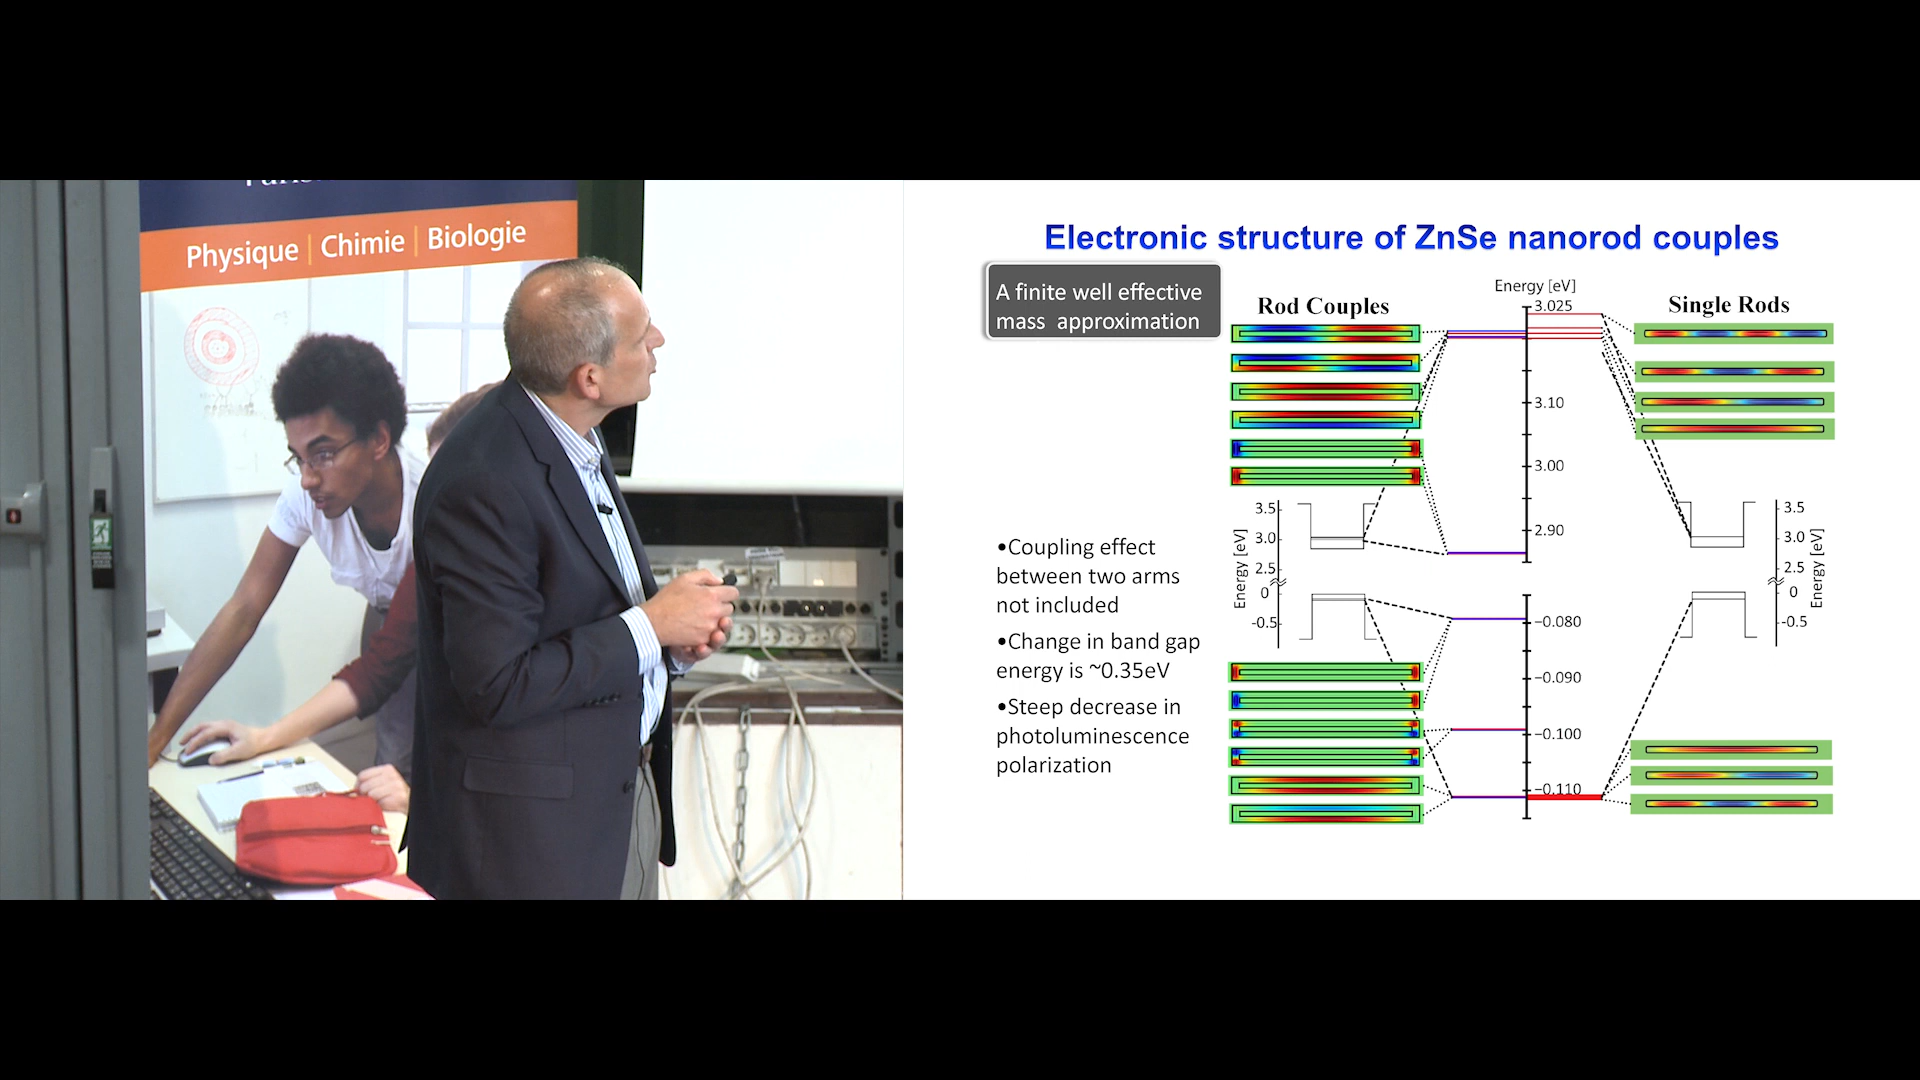 Physique | Chimie | Biologie
Electronic structure of ZnSe nanorod couples
A finite well effective
mass approximation
Rod Couples
Energy [eV]
Single Rods
3.025
3.10
3.00
2.90
3.5
3.0
2.5
0
-0.5
Energy [eV]
3.5
3.0
2.5
0
-0.5
Energy [eV]
•Coupling effect
between two arms
not included
•Change in band gap
energy is ~0.35eV
•Steep decrease in
photoluminescence
polarization
−0.080
−0.090
−0.100
−0.110